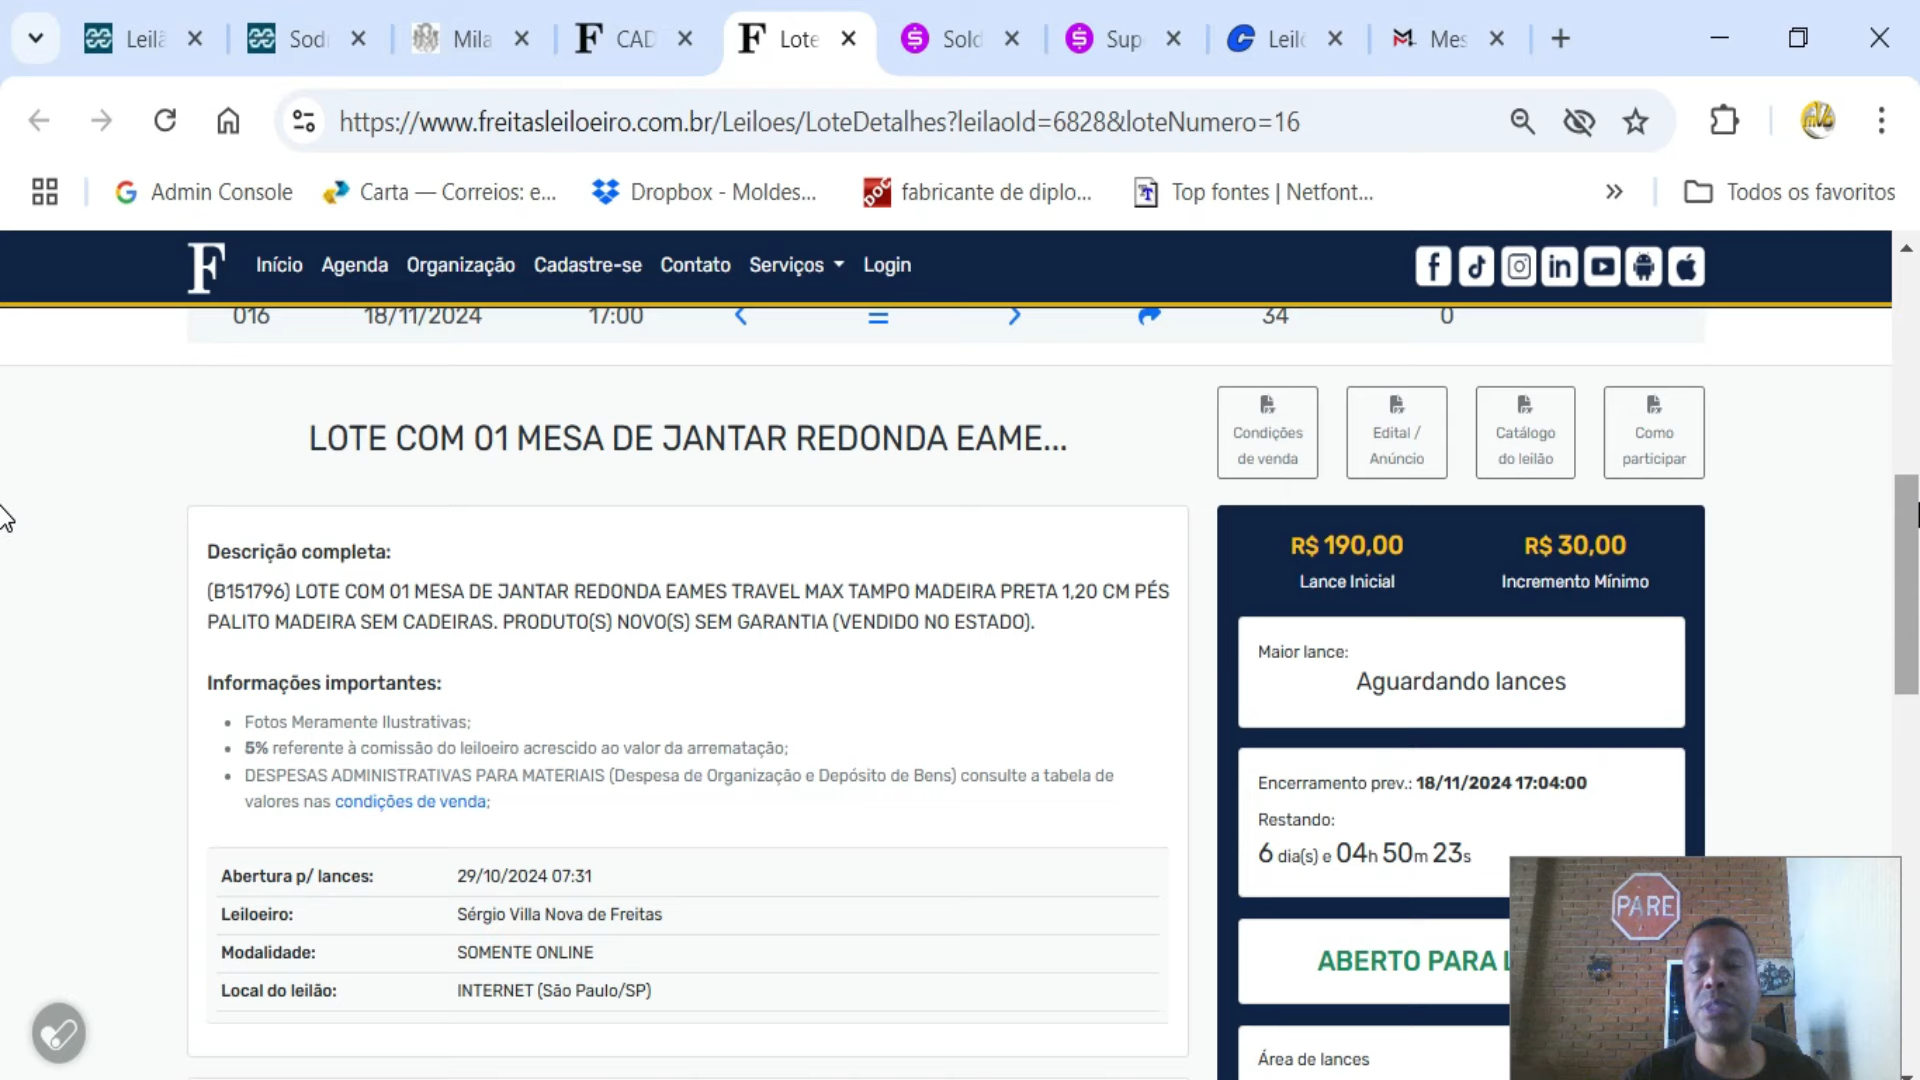 Leilã
Sodi
Mila
CAD
Lote
Sold
Sup
Leilo
Mes
https://www.freitasleiloeiro.com.br/Leiloes/LoteDetalhes?leilaoId=6828&loteNumero=16
Admin Console
Carta — Correios: e...
Dropbox - Moldes...
fabricante de diplo...
Top fontes | Netfont...
Todos os favoritos
F Início Agenda Organização Cadastre-se Contato Serviços Login
016 18/11/2024 17:00 34 0
LOTE COM 01 MESA DE JANTAR REDONDA EAME...
Condições
de venda
Edital /
Anúncio
Catálogo
do leilão
Como
participar
Descrição completa:
(B151796) LOTE COM 01 MESA DE JANTAR REDONDA EAMES TRAVEL MAX TAMPO MADEIRA PRETA 1,20 CM PÉS
PALITO MADEIRA SEM CADEIRAS. PRODUTO(S) NOVO(S) SEM GARANTIA (VENDIDO NO ESTADO).
Informações importantes:
Fotos Meramente Ilustrativas;
5% referente à comissão do leiloeiro acrescido ao valor da arrematação;
DESPESAS ADMINISTRATIVAS PARA MATERIAIS (Despesa de Organização e Depósito de Bens) consulte a tabela de
valores nas condições de venda;
Abertura p/ lances: 29/10/2024 07:31
Leiloeiro: Sérgio Villa Nova de Freitas
Modalidade: SOMENTE ONLINE
Local do leilão: INTERNET (São Paulo/SP)
R$ 190,00
Lance Inicial
R$ 30,00
Incremento Mínimo
Maior lance:
Aguardando lances
Encerramento prev.: 18/11/2024 17:04:00
Restando:
6 dia(s) e 04h 50m 23s
ABERTO PARA L
Área de lances
PARE